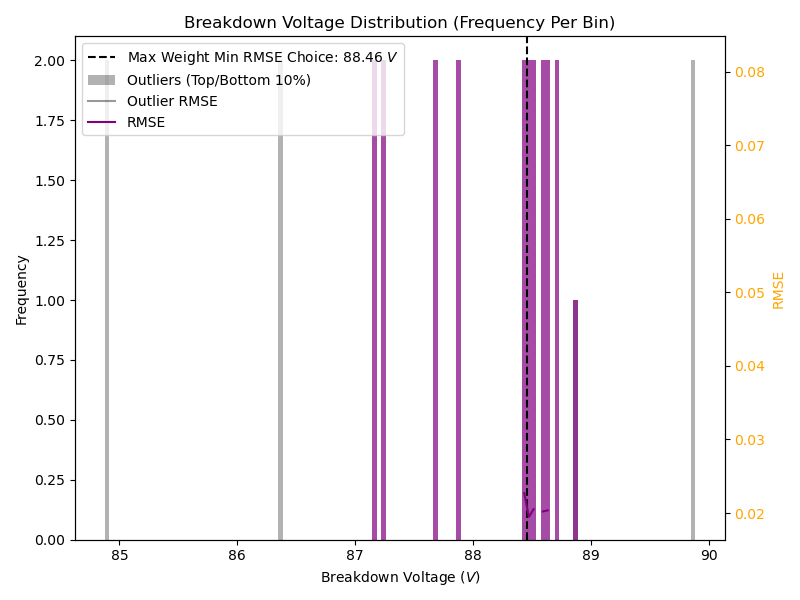 Breakdown Voltage Distribution (Frequency Per Bin)
Max Weight Min RMSE Choice: 88.46 V
Outliers (Top/Bottom 10%)
Outlier RMSE
RMSE
2.00
1.75
1.50
1.25
1.00
0.75
0.50
0.25
0.00
Frequency
0.08
0.07
0.06
0.05
0.04
0.03
0.02
RMSE
85 86 87 88 89 90
Breakdown Voltage (V)